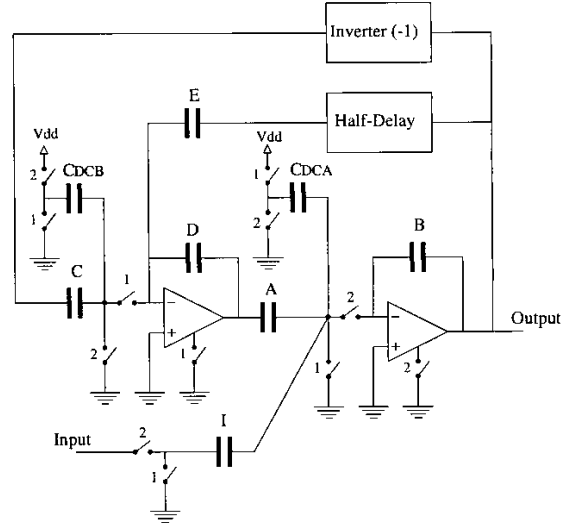 Inverter (-1)
E
Half-Delay
Vdd
2
CDCB
1
Vdd
1
CDCA
2
D
B
C
1
A
2
2
1
1
2
Output
I
Input
2
1